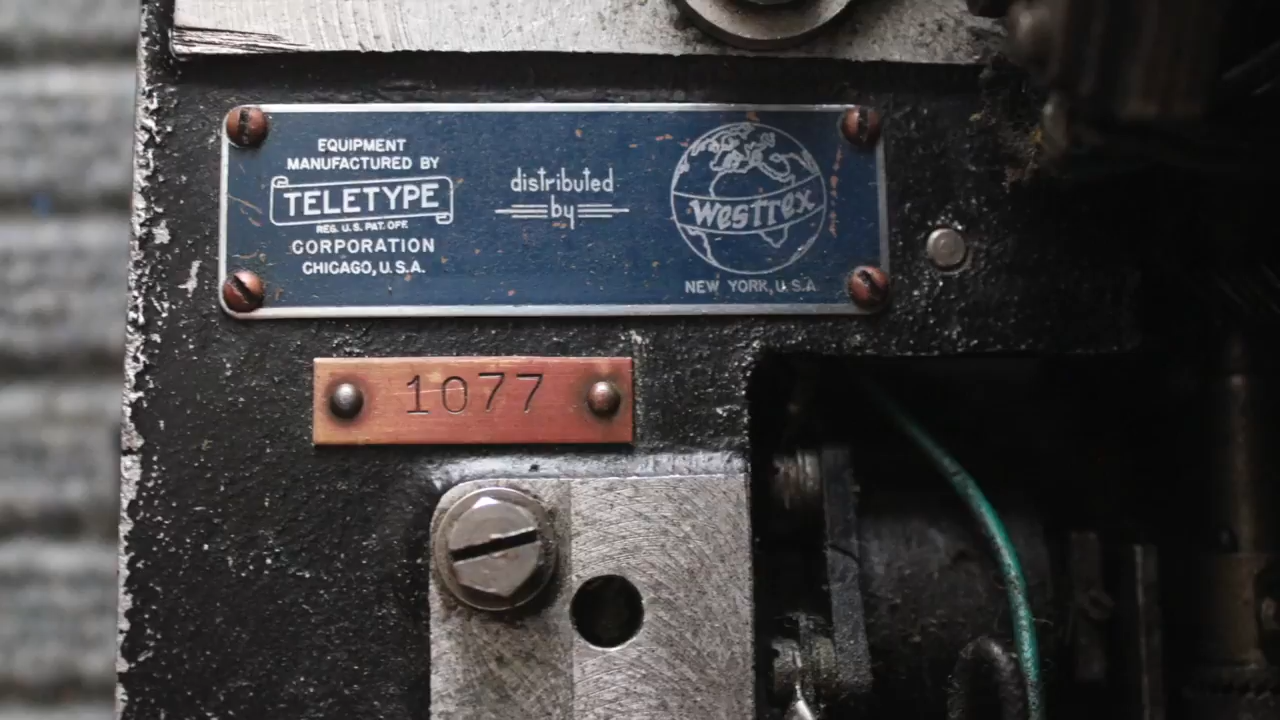 EQUIPMENT
MANUFACTURED BY
TELETYPE
REG. U.S. PAT. OFF.
CORPORATION
CHICAGO, U.S.A.
distributed
by
Westrex
NEW YORK, U.S.A.
1077